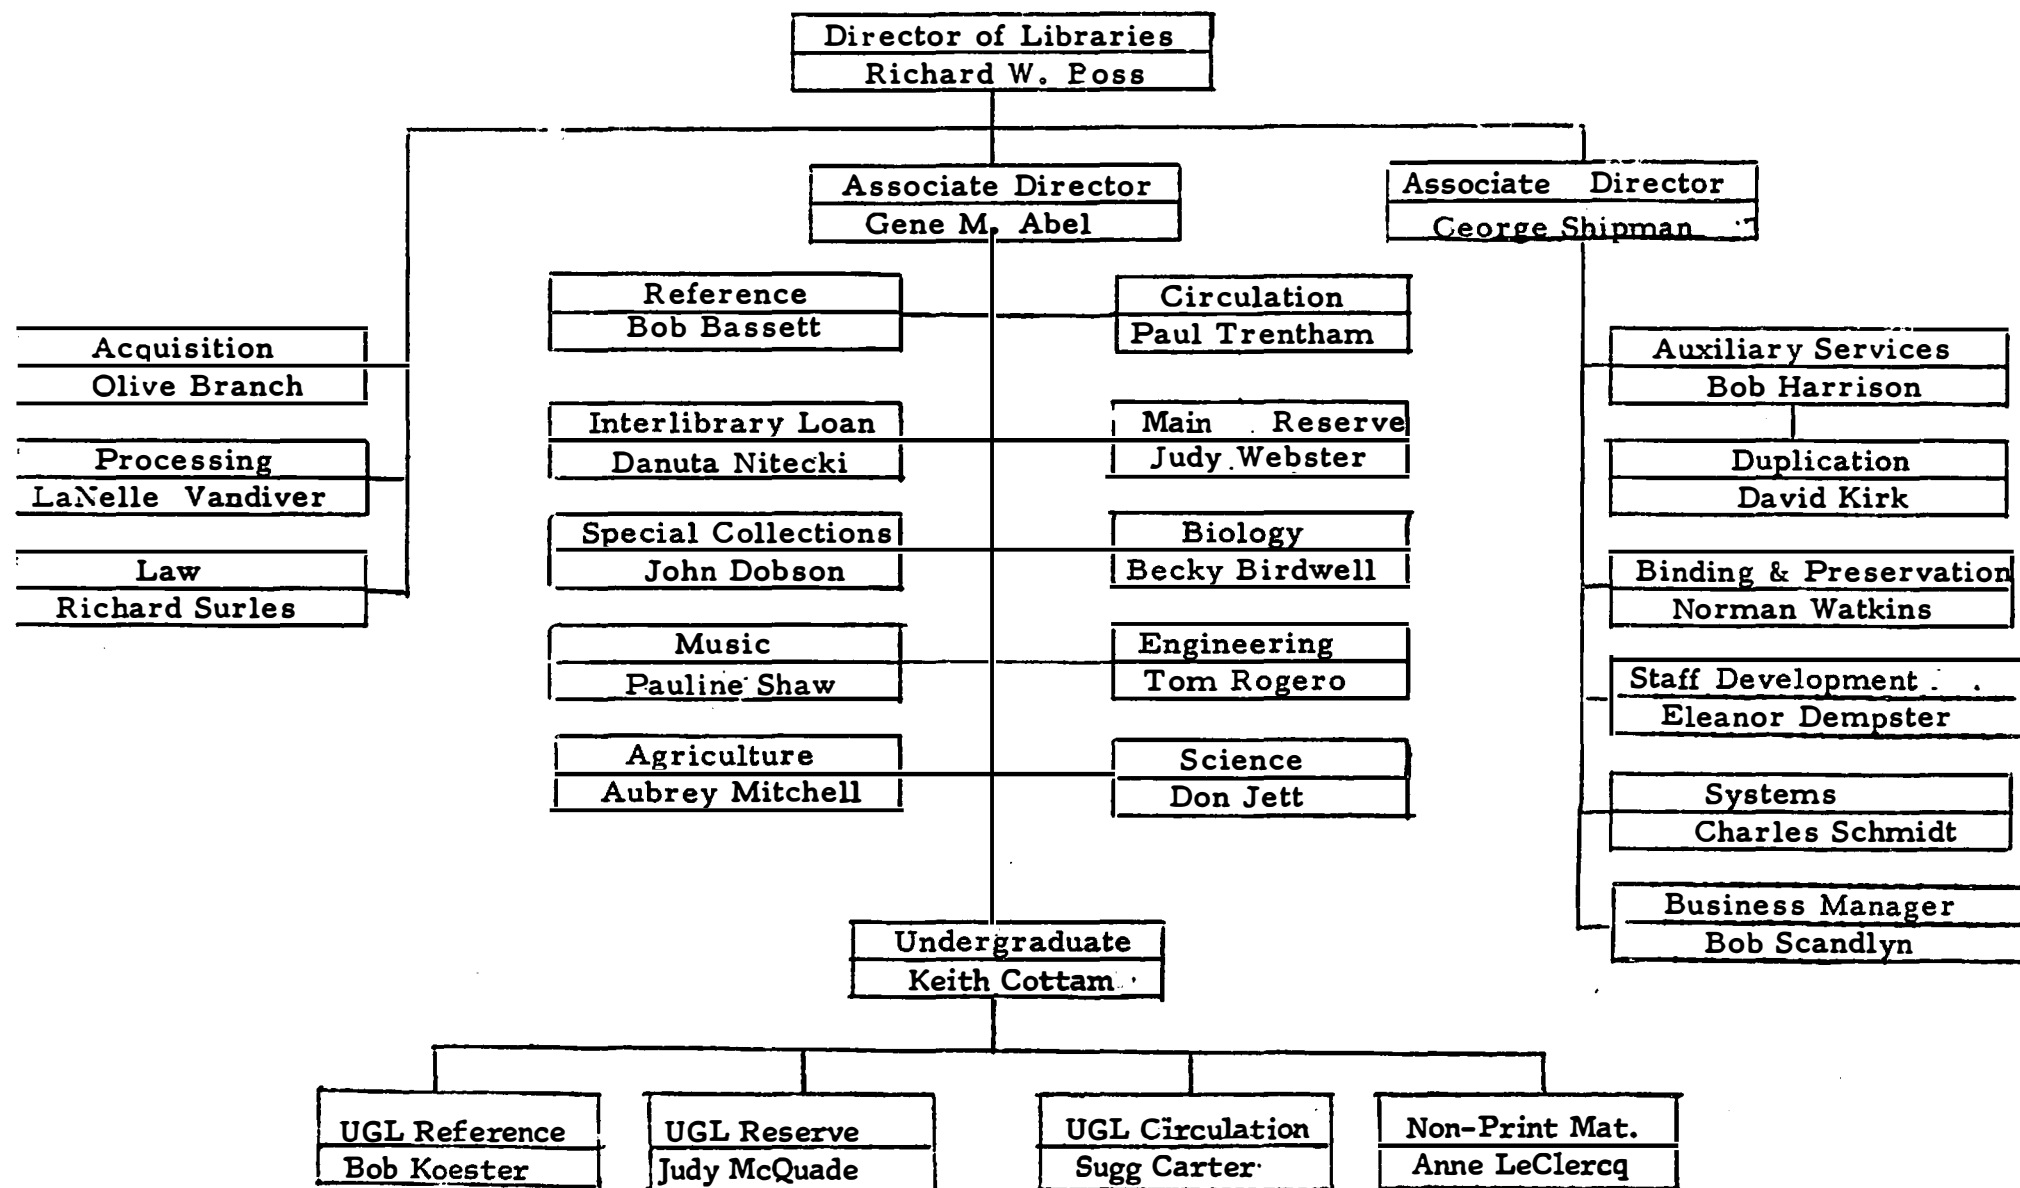 Director of Libraries
Richard W. Poss
Associate Director
Gene M. Abel
Associate Director
George Shipman
Reference
Bob Bassett
Circulation
Paul Trentham
Acquisition
Olive Branch
Auxiliary Services
Bob Harrison
Interlibrary Loan
Danuta Nitecki
Main Reserve
Judy Webster
Processing
LaNelle Vandiver
Duplication
David Kirk
Special Collections
John Dobson
Biology
Becky Birdwell
Law
Richard Surles
Binding & Preservation
Norman Watkins
Music
Pauline Shaw
Engineering
Tom Rogero
Staff Development
Eleanor Dempster
Agriculture
Aubrey Mitchell
Science
Don Jett
Systems
Charles Schmidt
Business Manager
Bob Scandlyn
Undergraduate
Keith Cottam
UGL Reference
Bob Koester
UGL Reserve
Judy McQuade
UGL Circulation
Sugg Carter
Non-Print Mat.
Anne LeClercq